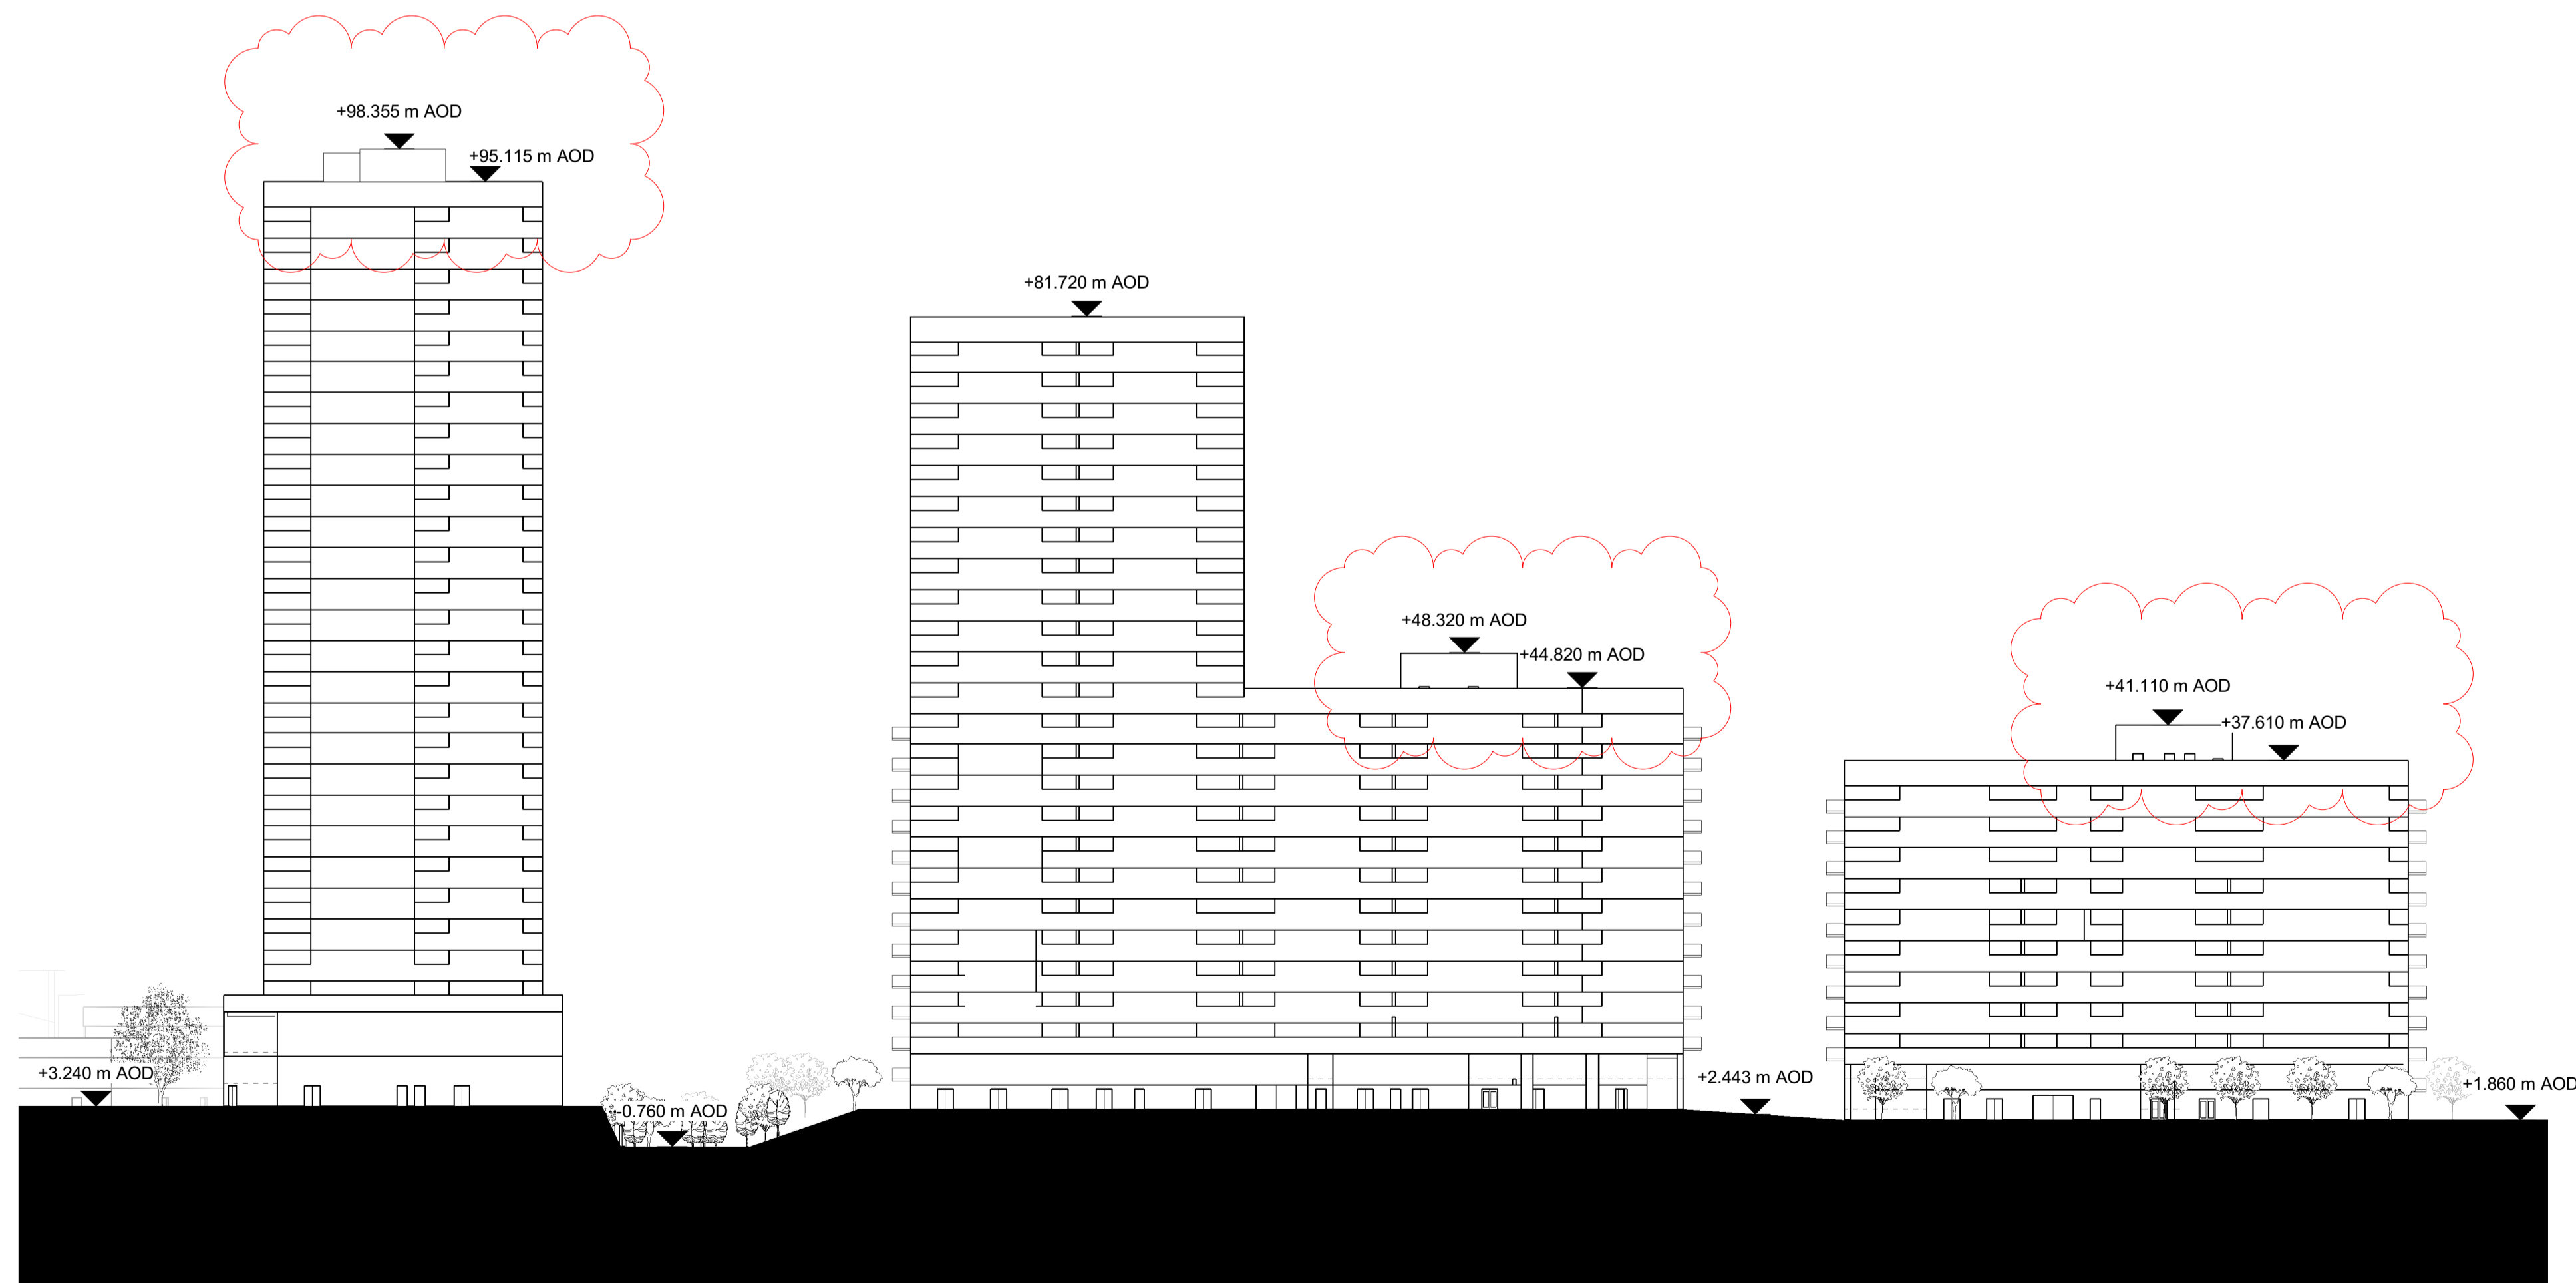 +98.355 m AOD
+95.115 m AOD
+81.720 m AOD
+48.320 m AOD
+44.820 m AOD
+41.110 m AOD
+37.610 m AOD
+3.240 m AOD
-0.760 m AOD
+2.443 m AOD
+1.860 m AOD